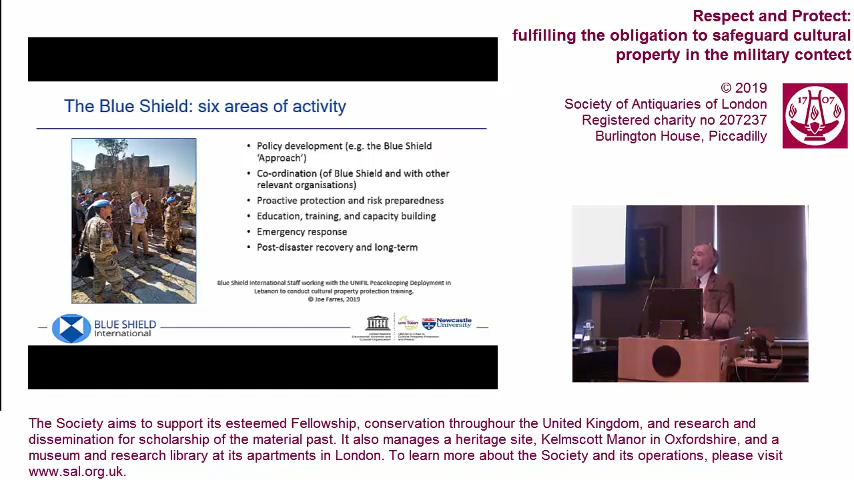 Respect and Protect:
fulfilling the obligation to safeguard cultural
property in the military contect
© 2019
Society of Antiquaries of London
Registered charity no 207237
Burlington House, Piccadilly
17 07
The Blue Shield: six areas of activity
• Policy development (e.g. the Blue Shield
'Approach')
• Co-ordination (of Blue Shield and with other
relevant organisations)
• Proactive protection and risk preparedness
• Education, training, and capacity building
• Emergency response
• Post-disaster recovery and long-term
Blue Shield International Staff working with the UNIFIL Peacekeeping Deployment in
Lebanon to conduct cultural property protection training.
© Joe Farres, 2019
BLUE SHIELD
International
Newcastle
University
The Society aims to support its esteemed Fellowship, conservation throughour the United Kingdom, and research and
dissemination for scholarship of the material past. It also manages a heritage site, Kelmscott Manor in Oxfordshire, and a
museum and research library at its apartments in London. To learn more about the Society and its operations, please visit
www.sal.org.uk.